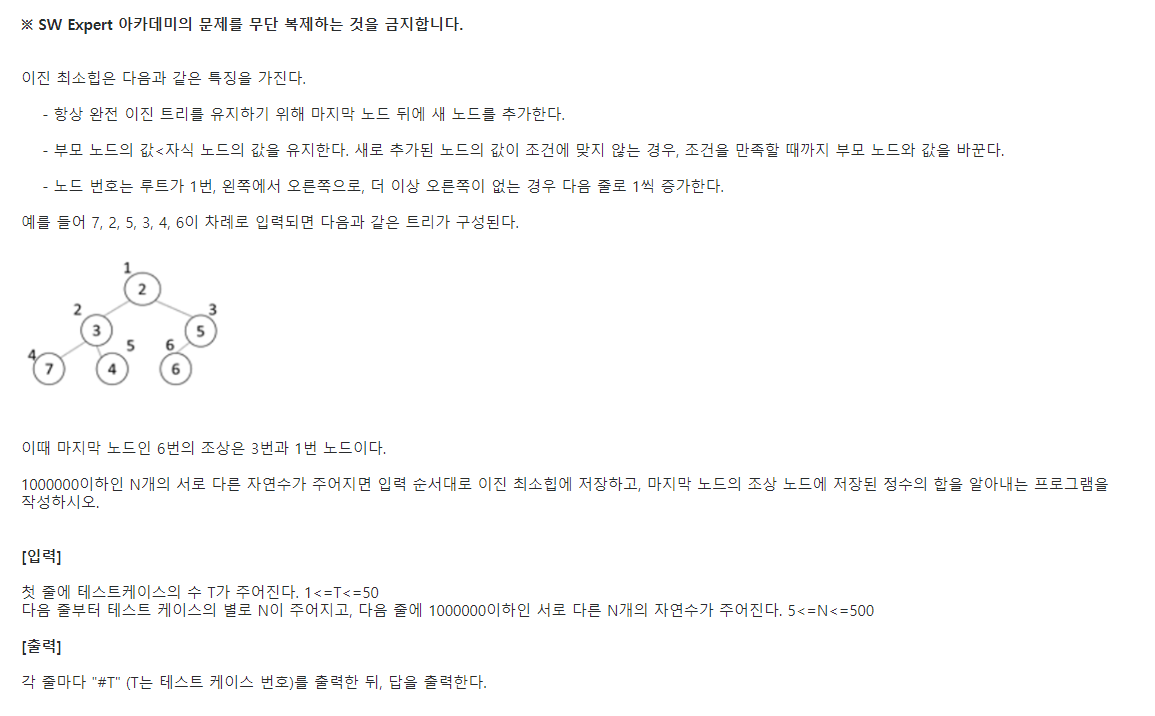 ※ SW Expert 아카데미의 문제를 무단 복제하는 것을 금지합니다.
이진 최소힙은 다음과 같은 특징을 가진다.
- 항상 완전 이진 트리를 유지하기 위해 마지막 노드 뒤에 새 노드를 추가한다.
- 부모 노드의 값<자식 노드의 값을 유지한다. 새로 추가된 노드의 값이 조건에 맞지 않는 경우, 조건을 만족할 때까지 부모 노드와 값을 바꾼다.
- 노드 번호는 루트가 1번, 왼쪽에서 오른쪽으로, 더 이상 오른쪽이 없는 경우 다음 줄로 1씩 증가한다.
예를 들어 7, 2, 5, 3, 4, 6이 차례로 입력되면 다음과 같은 트리가 구성된다.
1
2
2
3
3
5
4
5
6
7
4
6
이때 마지막 노드인 6번의 조상은 3번과 1번 노드이다.
1000000이하인 N개의 서로 다른 자연수가 주어지면 입력 순서대로 이진 최소힙에 저장하고, 마지막 노드의 조상 노드에 저장된 정수의 합을 알아내는 프로그램을
작성하시오.
[입력]
첫 줄에 테스트케이스의 수 T가 주어진다. 1<=T<=50
다음 줄부터 테스트 케이스의 별로 N이 주어지고, 다음 줄에 1000000이하인 서로 다른 N개의 자연수가 주어진다. 5<=N<=500
[출력]
각 줄마다 "#T" (T는 테스트 케이스 번호)를 출력한 뒤, 답을 출력한다.